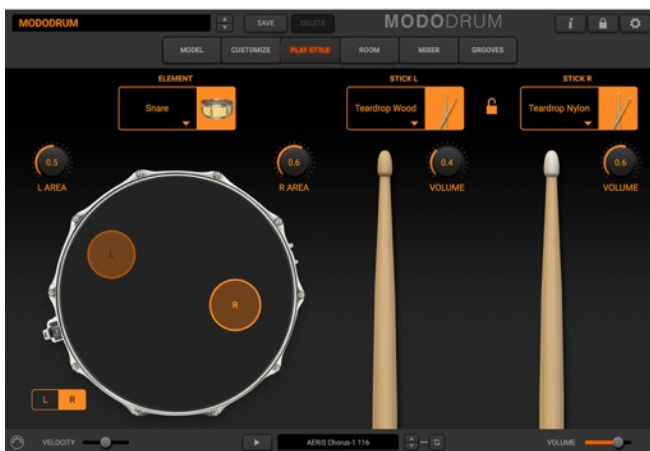 MODODRUM
SAVE
DELETE
MODODRUM
i
MODEL
CUSTOMIZE
PLAY STYLE
ROOM
MIXER
GROOVES
ELEMENT
STICK L
STICK R
Snare
Teardrop Wood
Teardrop Nylon
0.5
L AREA
0.6
R AREA
0.4
VOLUME
0.6
VOLUME
L
R
L
R
VELOCITY
AERIS Chorus-1 116
VOLUME